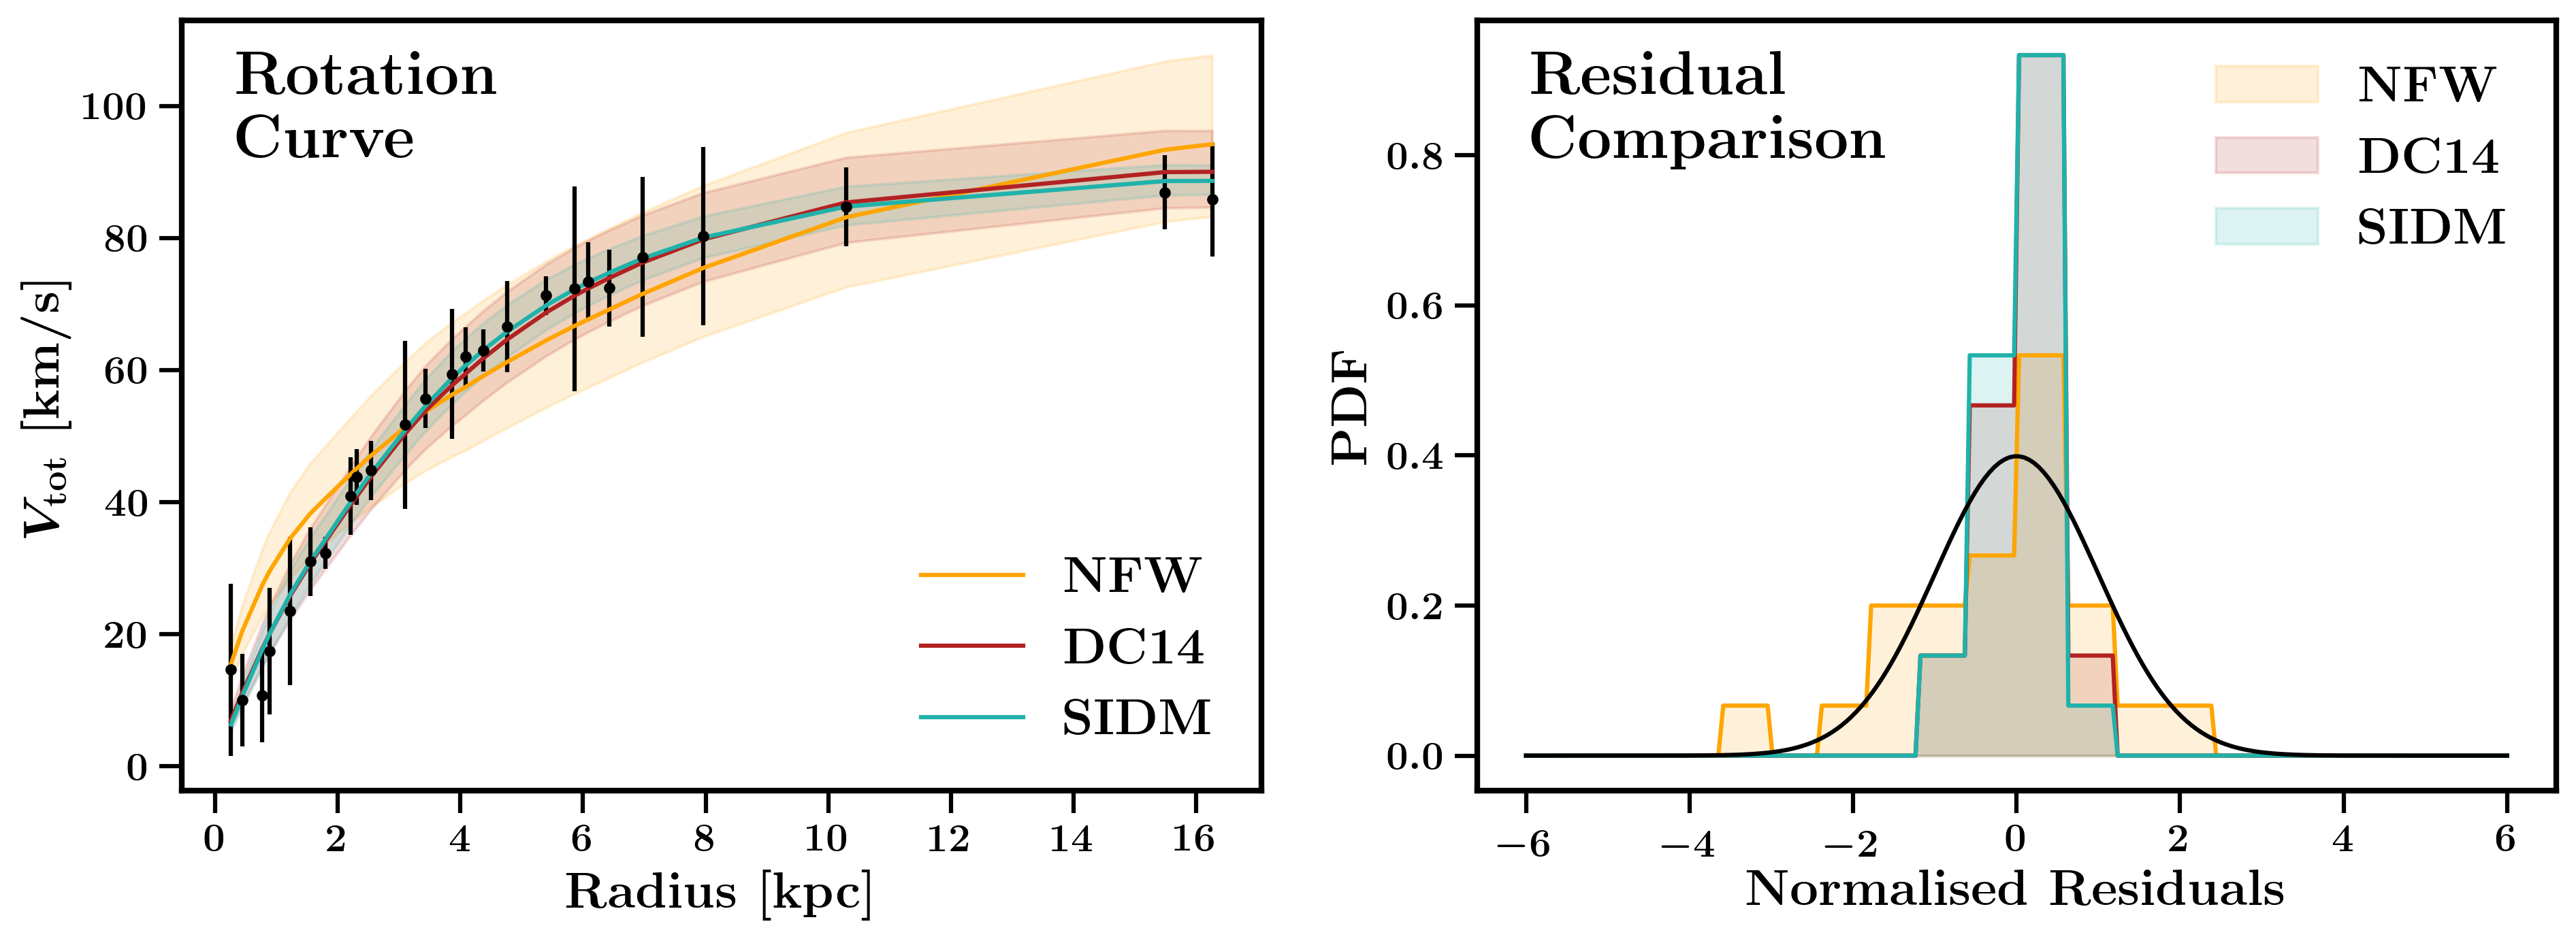 Rotation
Curve
100
80
60
40
20
0
V_tot [km/s]
NFW
DC14
SIDM
0 2 4 6 8 10 12 14 16
Radius [kpc]
Residual
Comparison
NFW
DC14
SIDM
0.8
0.6
0.4
0.2
0.0
PDF
−6 −4 −2 0 2 4 6
Normalised Residuals